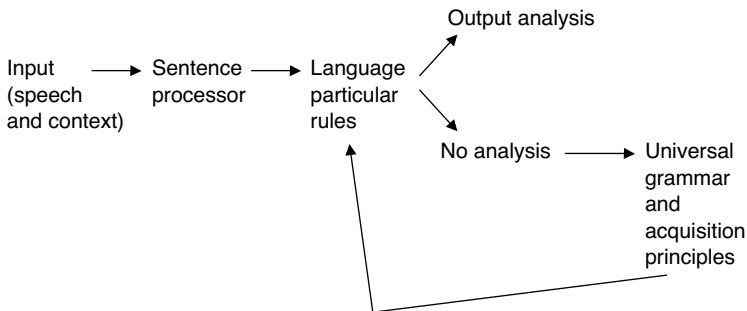 Output analysis
Input
(speech
and context)
Sentence
processor
Language
particular
rules
No analysis
Universal
grammar
and
acquisition
principles